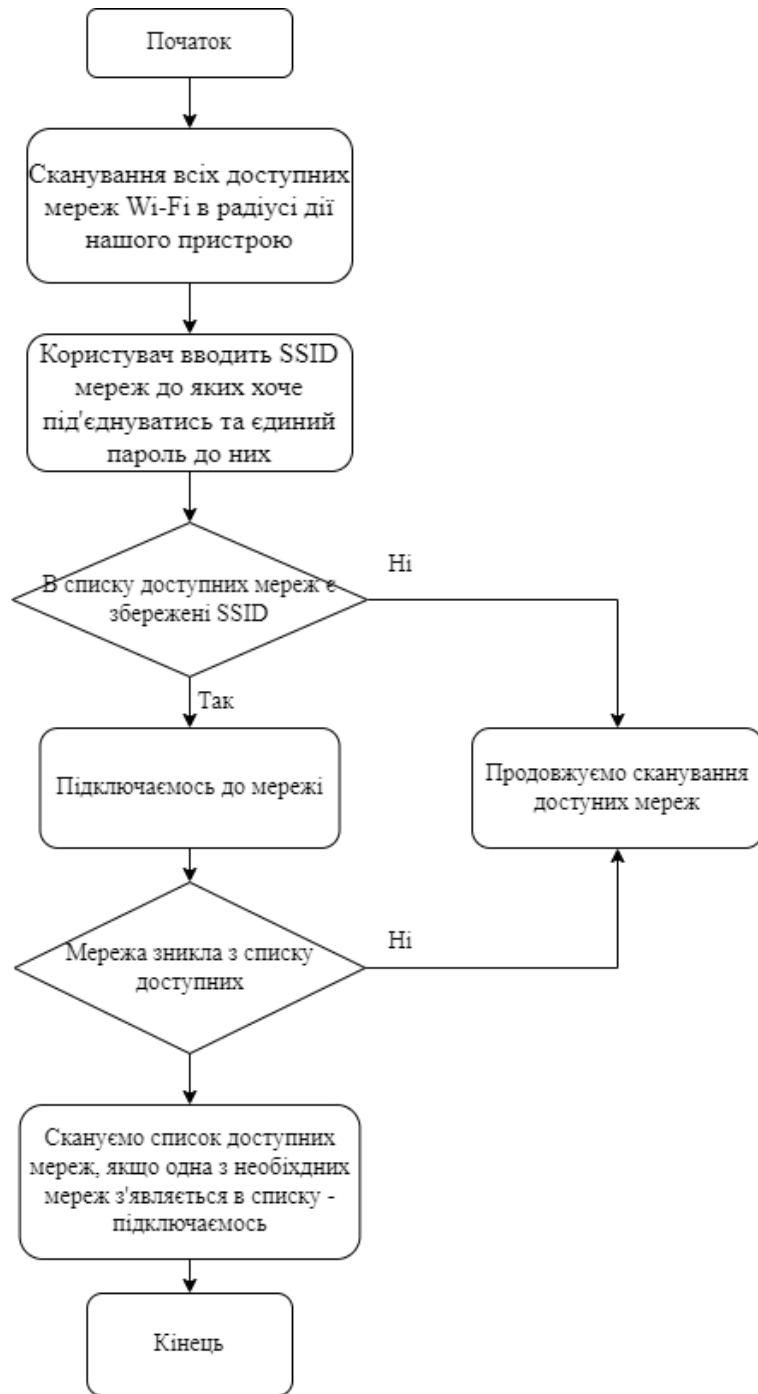 Початок
Сканування всіх доступних
мереж Wi-Fi в радіусі дії
нашого пристрою
Користувач вводить SSID
мереж до яких хоче
під'єднуватись та єдиний
пароль до них
В списку доступних мереж є
збережені SSID
Ні
Так
Підключаємось до мережі
Продовжуємо сканування
достуних мереж
Мережа зникла з списку
доступних
Ні
Скануємо список доступних
мереж, якщо одна з необіхдних
мереж з'являється в списку -
підключаємось
Кінець